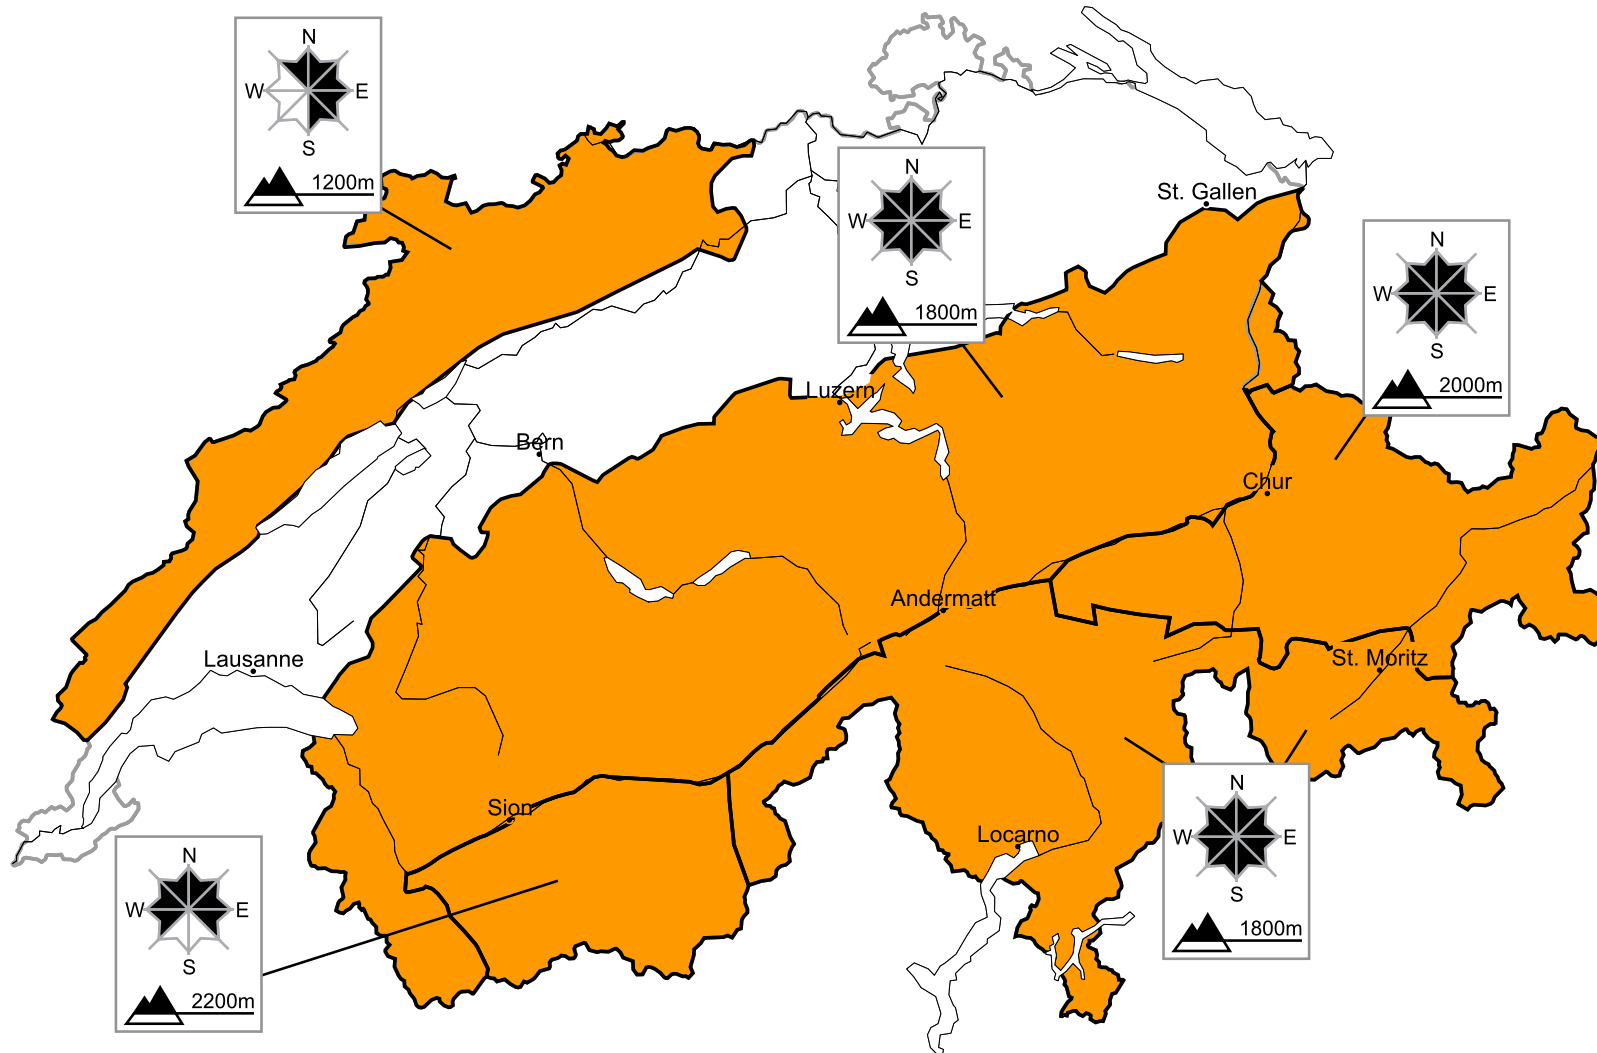 N
W E
S
1200m
N
W E
S
1800m
St. Gallen
N
W E
S
2000m
Luzern
Bern
Chur
Andermatt
Lausanne
St. Moritz
Sion
Locarno
N
W E
S
1800m
N
W E
S
2200m